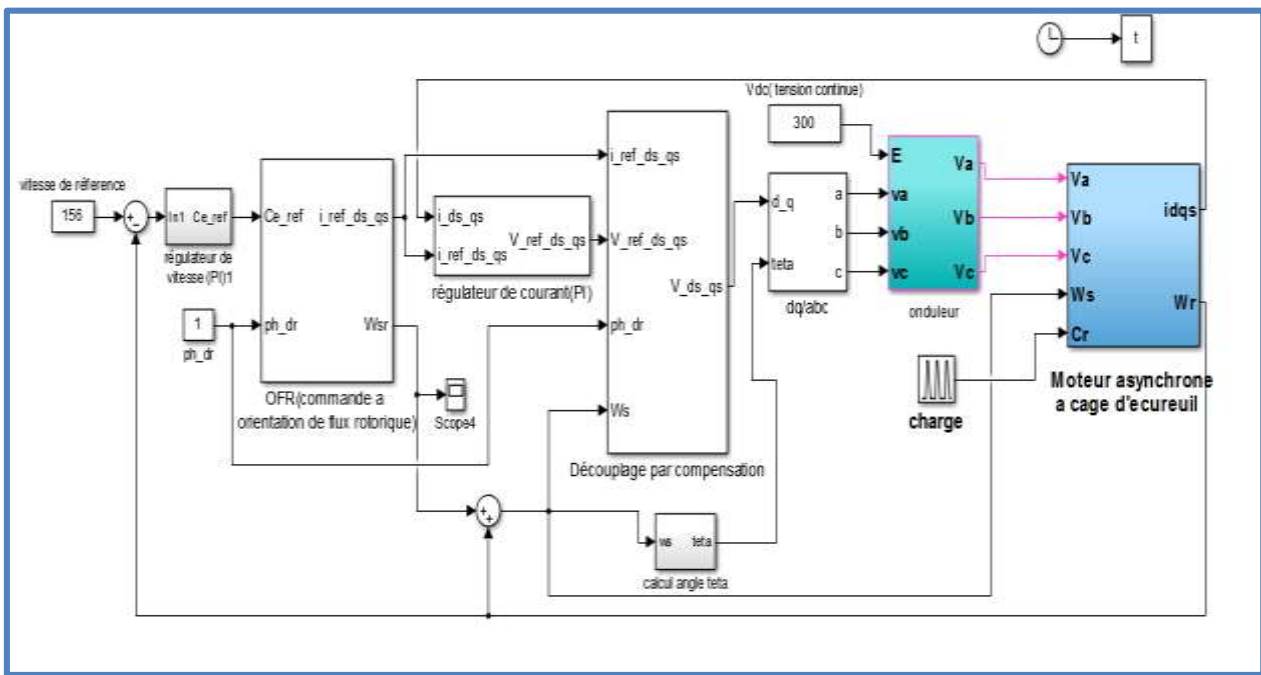 t
Vdc( tension continue)
300
vitesse de réference
156
+
-
In1 Ce_ref
régulateur de
vitesse (PI)1
1
ph_dr
Ce_ref i_ref_ds_qs
ph_dr
Wsr
OFR(commande a
orientation de flux rotorique)
Scope4
i_ds_qs
i_ref_ds_qs
V_ref_ds_qs
régulateur de courant(PI)
i_ref_ds_qs
V_ref_ds_qs
V_ds_qs
ph_dr
Ws
Découplage par compensation
+
+
ws teta
calcul angle teta
d_q
teta
a
b
c
dq/abc
E
va
vb
vc
Va
Vb
Vc
onduleur
charge
Va
Vb
Vc
Ws
Cr
idqs
Wr
Moteur asynchrone
a cage d'ecureuil